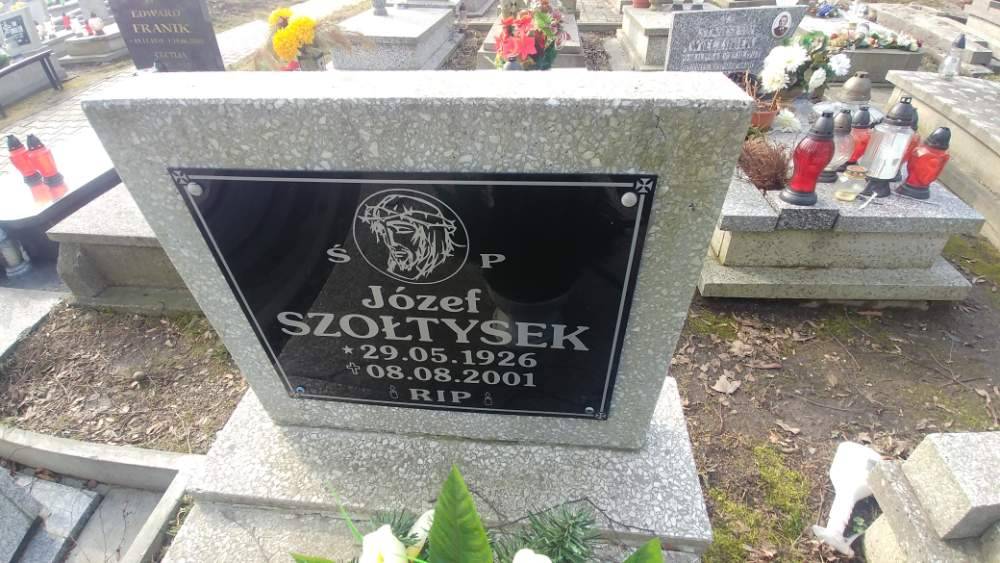 EDWARD
FRANIK
Ś P
Józef
SZOŁTYSEK
* 29.05.1926
✝ 08.08.2001
RIP